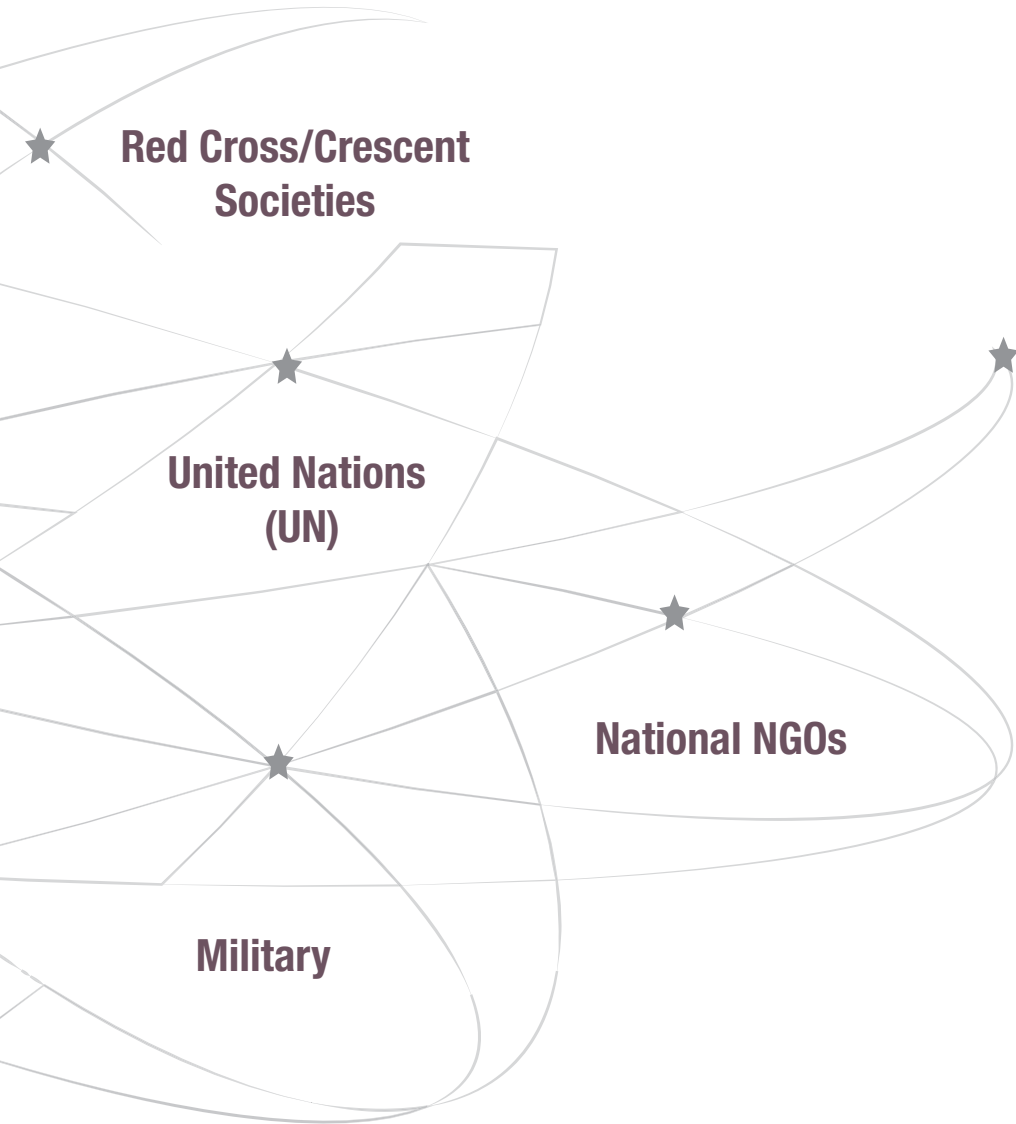 Red Cross/Crescent
Societies
United Nations
(UN)
National NGOs
Military